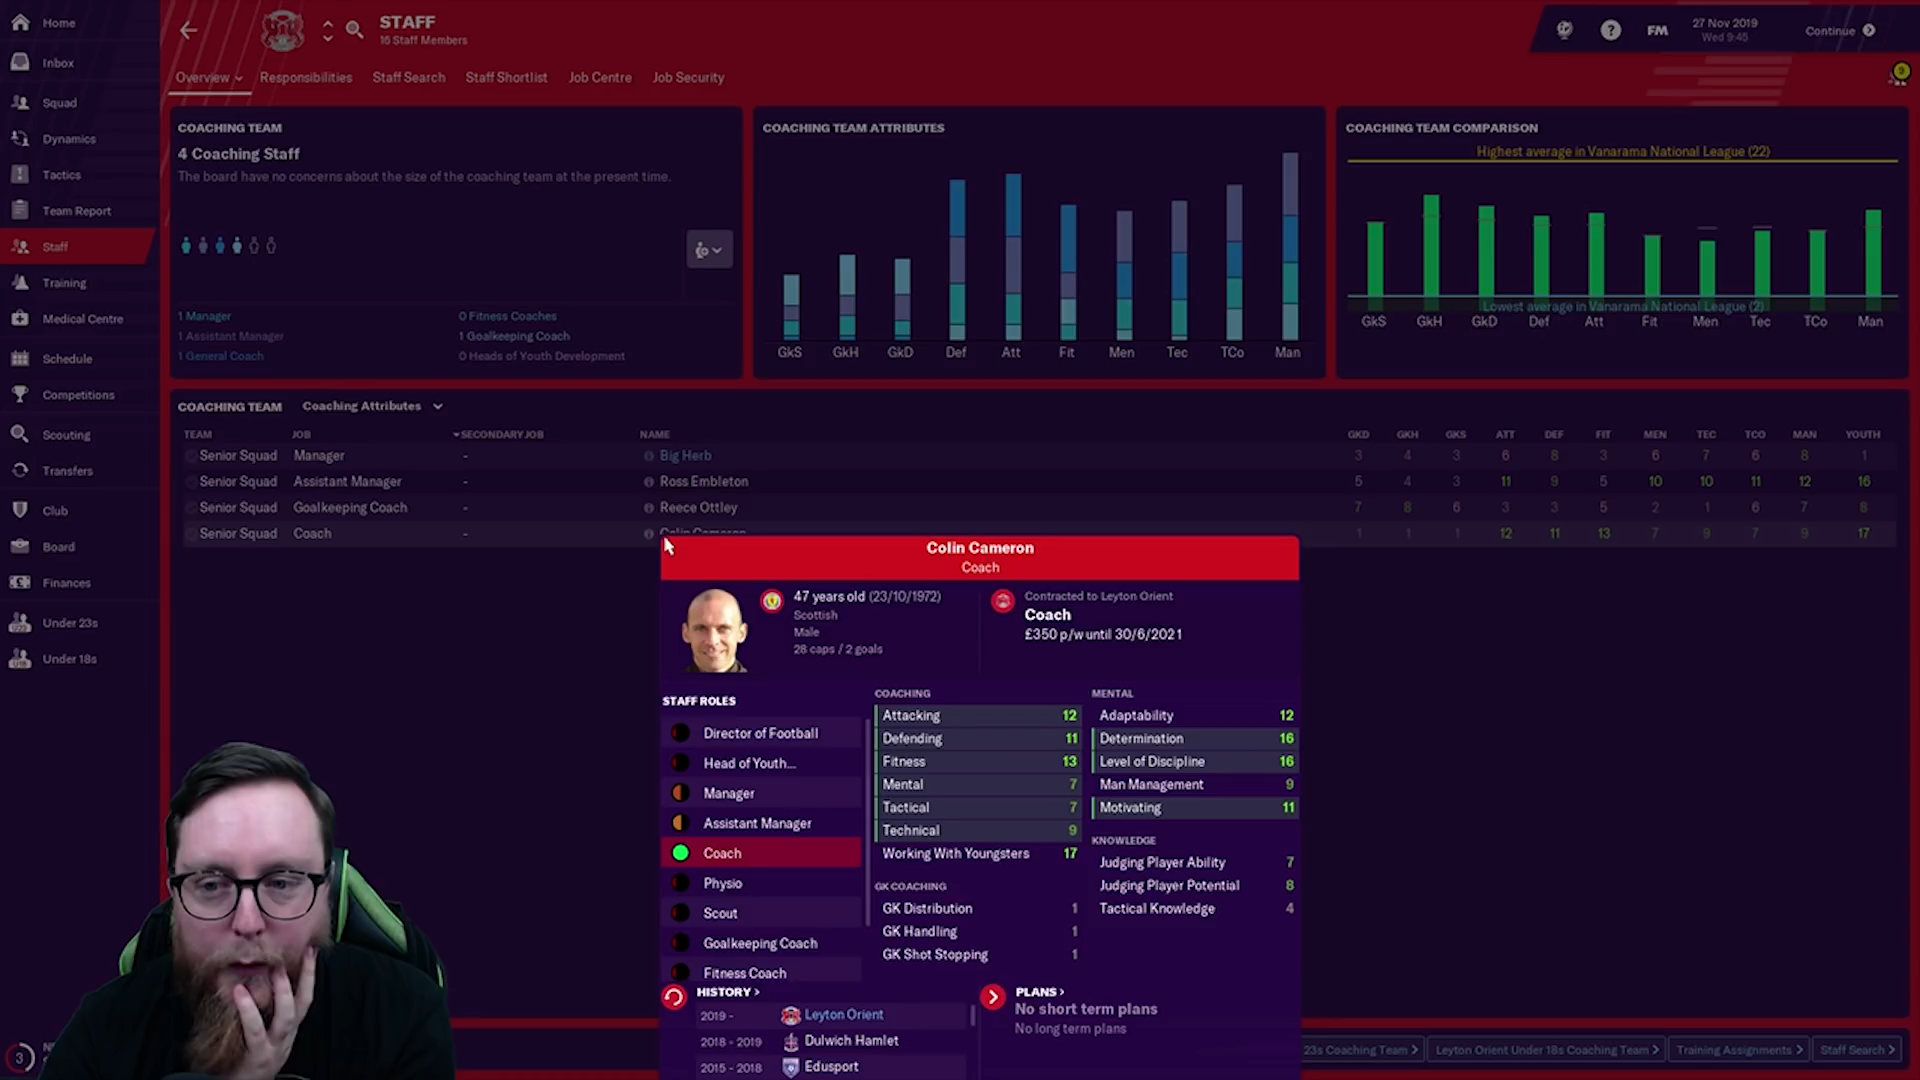 Home
Inbox
Squad
Dynamics
Tactics
Team Report
Staff
Training
Medical Centre
Schedule
Competitions
Scouting
Transfers
Club
Board
Finances
Under 23s
Under 18s
3
STAFF
16 Staff Members
FM
27 Nov 2019
Wed 9:45
Continue
Overview Responsibilities Staff Search Staff Shortlist Job Centre Job Security
COACHING TEAM
4 Coaching Staff
The board have no concerns about the size of the coaching team at the present time.
1 Manager 0 Fitness Coaches
1 Assistant Manager 1 Goalkeeping Coach
1 General Coach 0 Heads of Youth Development
COACHING TEAM ATTRIBUTES
GkS GkH GkD Def Att Fit Men Tec TCo Man
COACHING TEAM COMPARISON
Highest average in Vanarama National League (22)
Lowest average in Vanarama National League (2)
GkS GkH GkD Def Att Fit Men Tec TCo Man
COACHING TEAM Coaching Attributes
TEAM JOB SECONDARY JOB NAME GKD GKH GKS ATT DEF FIT MEN TEC TCO MAN YOUTH
Senior Squad Manager - Big Herb 3 4 3 6 8 3 6 7 6 8 1
Senior Squad Assistant Manager - Ross Embleton 5 4 3 11 9 5 10 10 11 12 16
Senior Squad Goalkeeping Coach - Reece Ottley 7 8 6 3 3 5 2 1 6 7 8
Senior Squad Coach - Colin Cameron 1 1 1 12 11 13 7 9 7 9 17
Colin Cameron
Coach
47 years old (23/10/1972)
Scottish
Male
28 caps / 2 goals
Contracted to Leyton Orient
Coach
£350 p/w until 30/6/2021
STAFF ROLES
Director of Football
Head of Youth...
Manager
Assistant Manager
Coach
Physio
Scout
Goalkeeping Coach
Fitness Coach
COACHING
Attacking 12
Defending 11
Fitness 13
Mental 7
Tactical 7
Technical 9
Working With Youngsters 17
GK COACHING
GK Distribution 1
GK Handling 1
GK Shot Stopping 1
MENTAL
Adaptability 12
Determination 16
Level of Discipline 16
Man Management 9
Motivating 11
KNOWLEDGE
Judging Player Ability 7
Judging Player Potential 8
Tactical Knowledge 4
HISTORY >
2019 - Leyton Orient
2018 - 2019 Dulwich Hamlet
2015 - 2018 Edusport
PLANS >
No short term plans
No long term plans
23s Coaching Team > Leyton Orient Under 18s Coaching Team > Training Assignments > Staff Search >